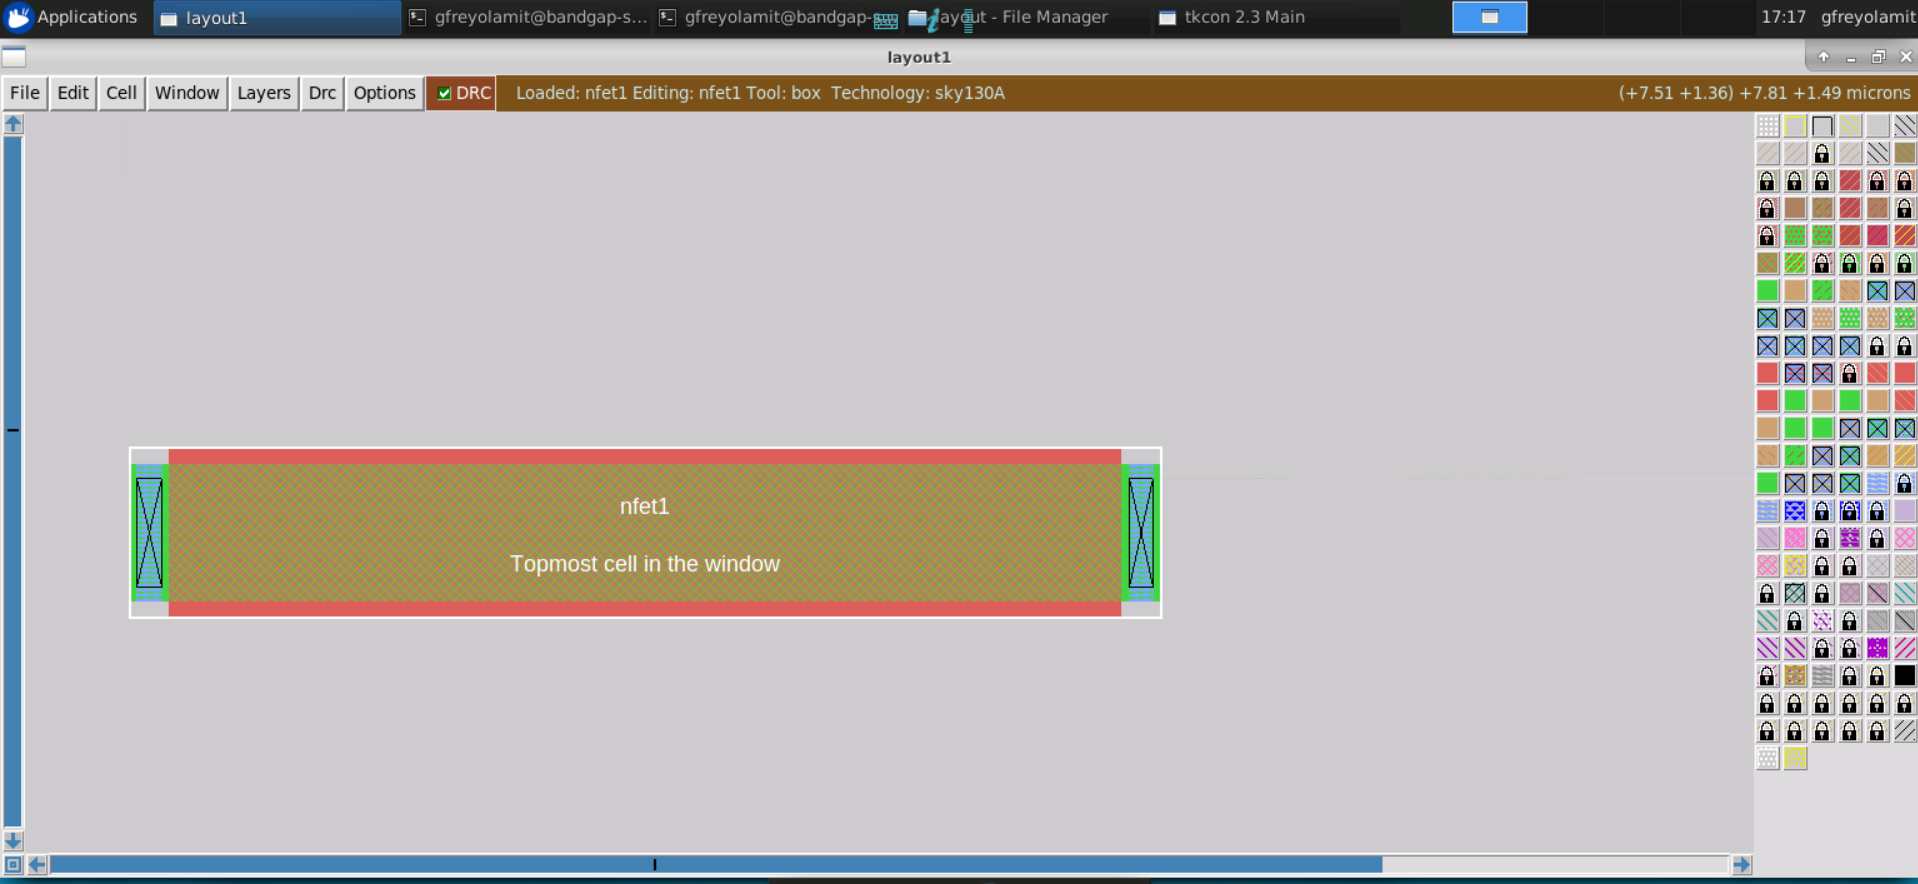 Applications
layout1
gfreyolamit@bandgap-s...
gfreyolamit@bandgap-s
layout - File Manager
tkcon 2.3 Main
17:17
gfreyolamit
layout1
File Edit Cell Window Layers Drc Options DRC Loaded: nfet1 Editing: nfet1 Tool: box Technology: sky130A (+7.51 +1.36) +7.81 +1.49 microns
nfet1
Topmost cell in the window